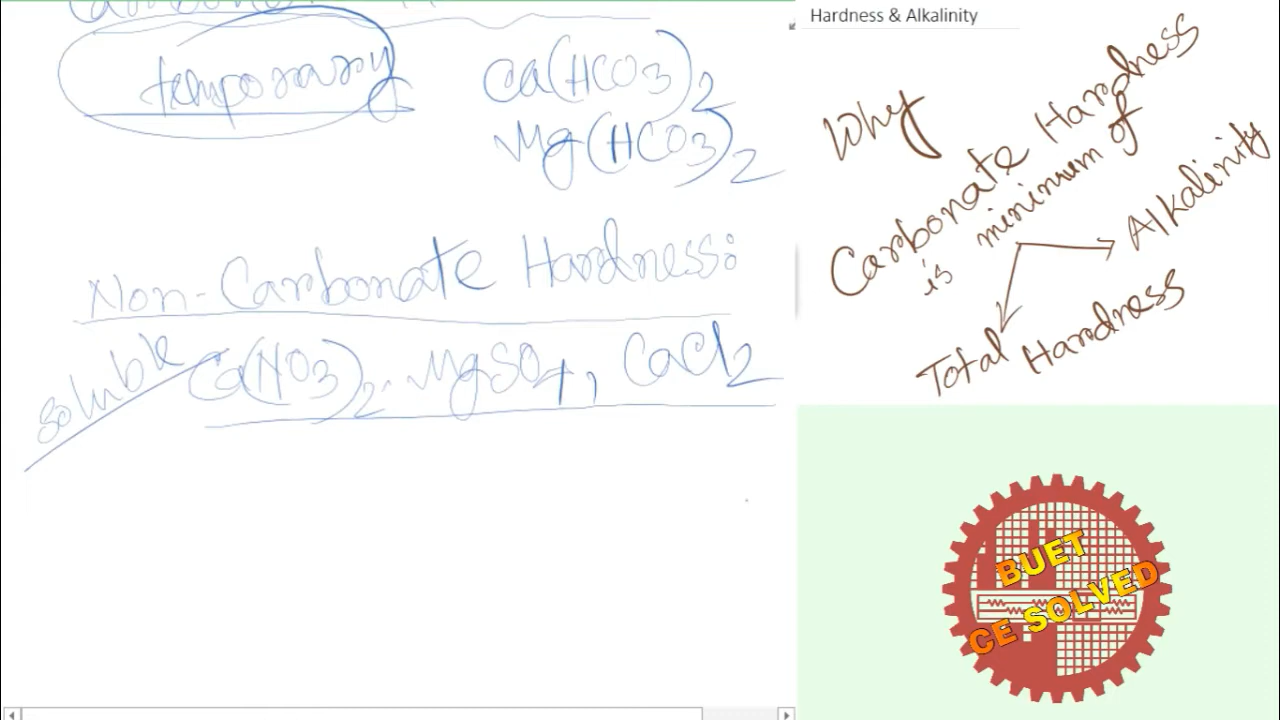 temporary
Ca(HCO3)2
Mg(HCO3)2
Non-Carbonate Hardness:
soluble Ca(NO3)2. MgSO4, CaCl2
Hardness & Alkalinity
Why
Carbonate Hardness
is minimum of
Alkalinity
Total Hardness
BUET
CE SOLVED